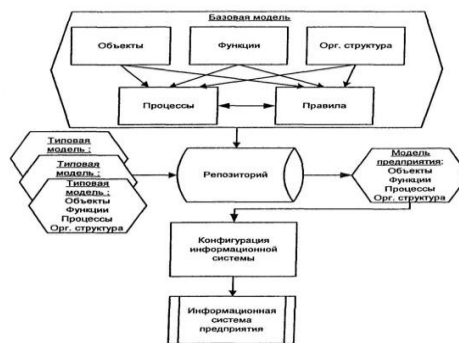 Базовая модель
Объекты
Функции
Орг. структура
Процессы
Правила
Типовая
модель :
Типовая
модель :
Типовая
модель :
Объекты
Функции
Процессы
Орг. структура
Репозиторий
Модель
предприятия:
Объекты
Функции
Процессы
Орг. структура
Конфигурация
информационной
системы
Информационная
система
предприятия